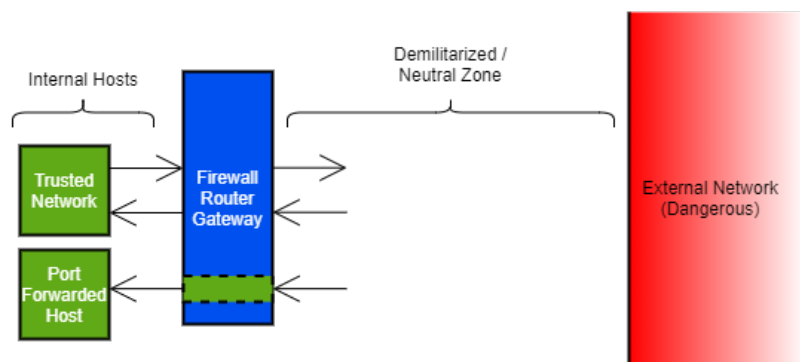 Demilitarized /
Neutral Zone
Internal Hosts
Trusted
Network
Firewall
Router
Gateway
External Network
(Dangerous)
Port
Forwarded
Host